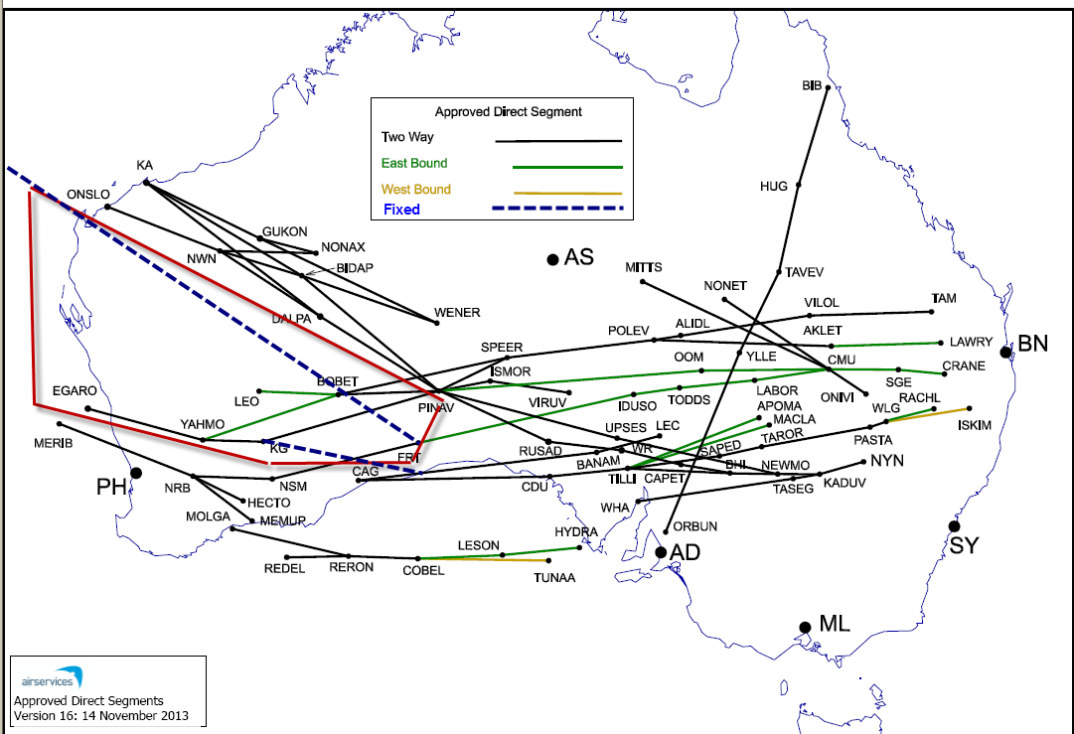 BIB
Approved Direct Segment
Two Way
East Bound
West Bound
Fixed
KA
ONSLO
HUG
GUKON
NONAX
NWN
BIDAP
AS
MITTS
TAVEV
NONET
DALPA
WENER
VILOL
TAM
POLEV
ALIDL
AKLET
LAWRY
BN
SPEER
OOM
YLLE
CMU
CRANE
ISMOR
EGARO
BOBET
LEO
PINAV
VIRUV
IDUSO
TODDS
LABOR
ONIVI
SGE
RACHL
WLG
ISKIM
APOMA
MACLA
YAHMO
MERIB
KG
FRT
UPSES
LEC
RUSAD
WR
SAPED
TAROR
PASTA
BANAM
CAG
PH
NRB
NSM
CDU
TILLI
CAPET
BHI
NEWMO
NYN
KADUV
TASEG
HECTO
MOLGA
MEMUP
WHA
HYDRA
ORBUN
SY
LESON
AD
REDEL
RERON
COBEL
TUNAA
ML
airservices
Approved Direct Segments
Version 16: 14 November 2013